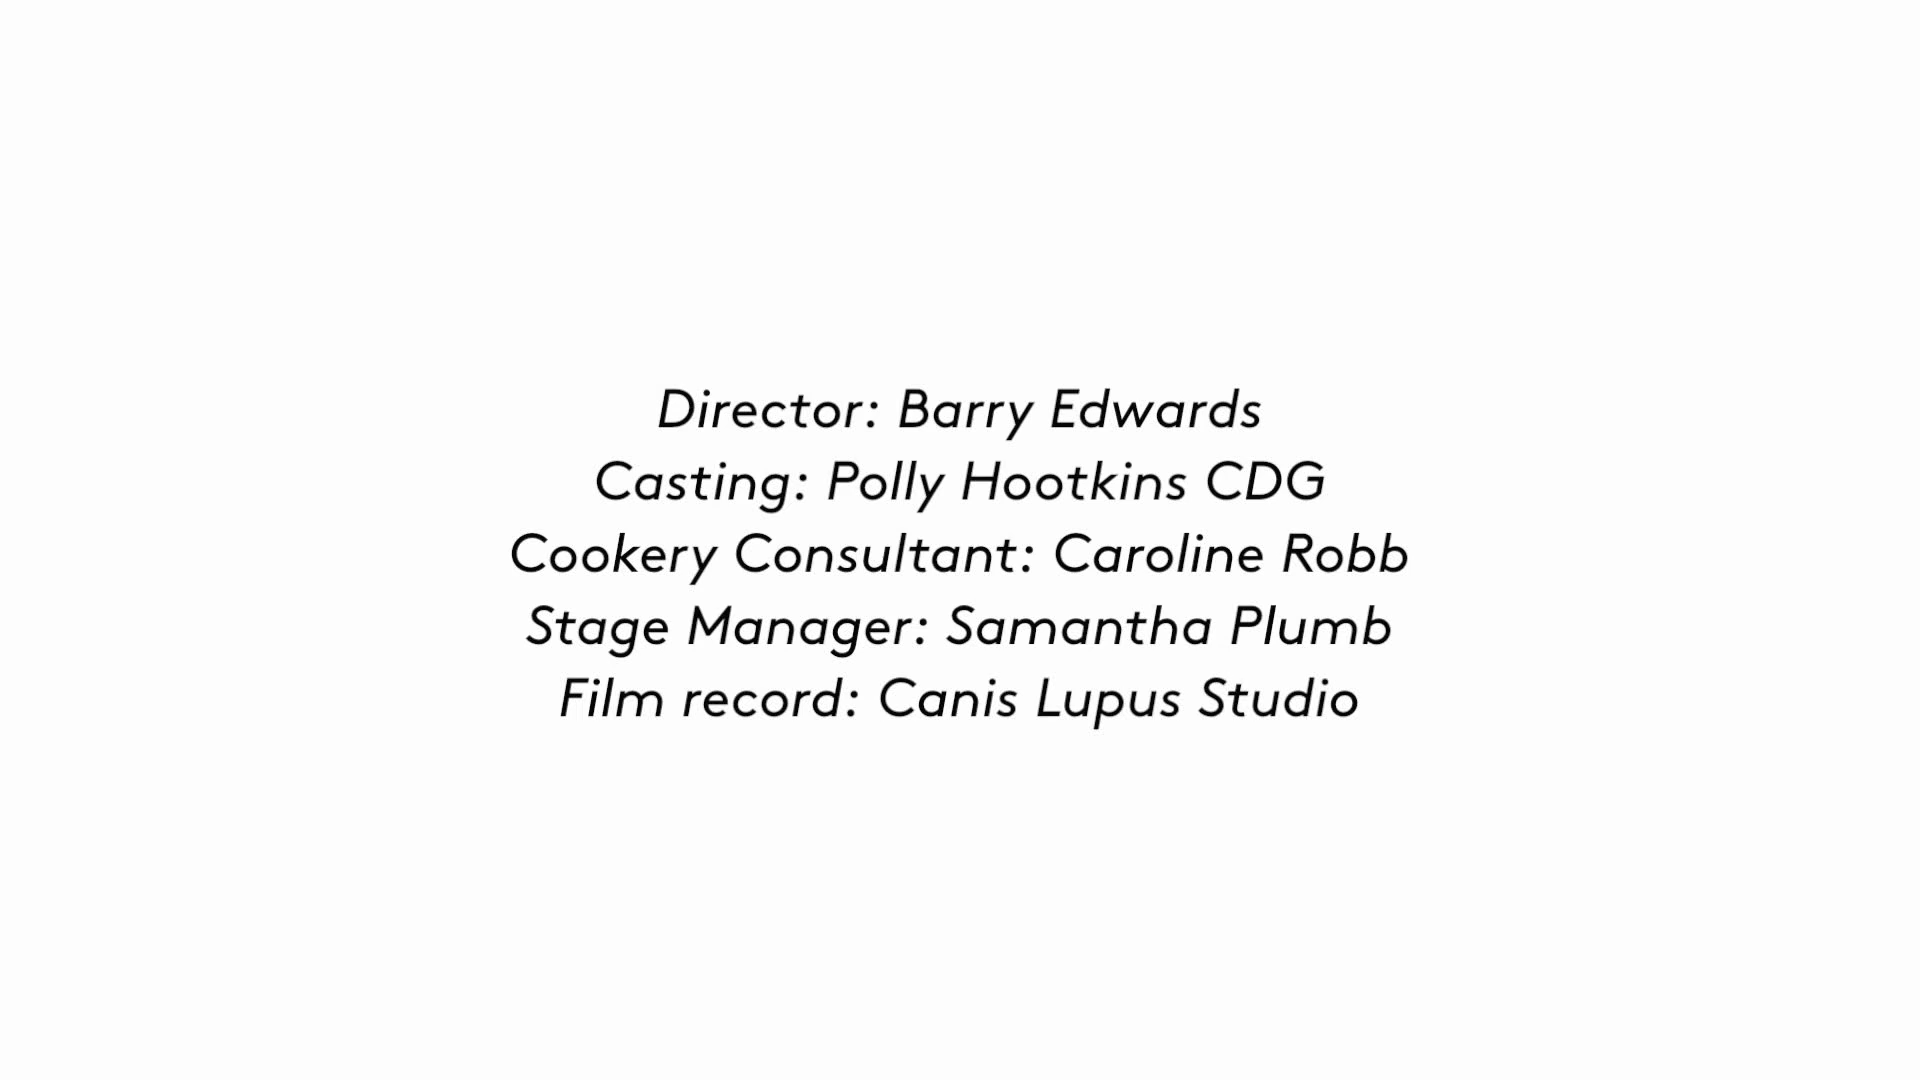 Director: Barry Edwards
Casting: Polly Hootkins CDG
Cookery Consultant: Caroline Robb
Stage Manager: Samantha Plumb
Film record: Canis Lupus Studio